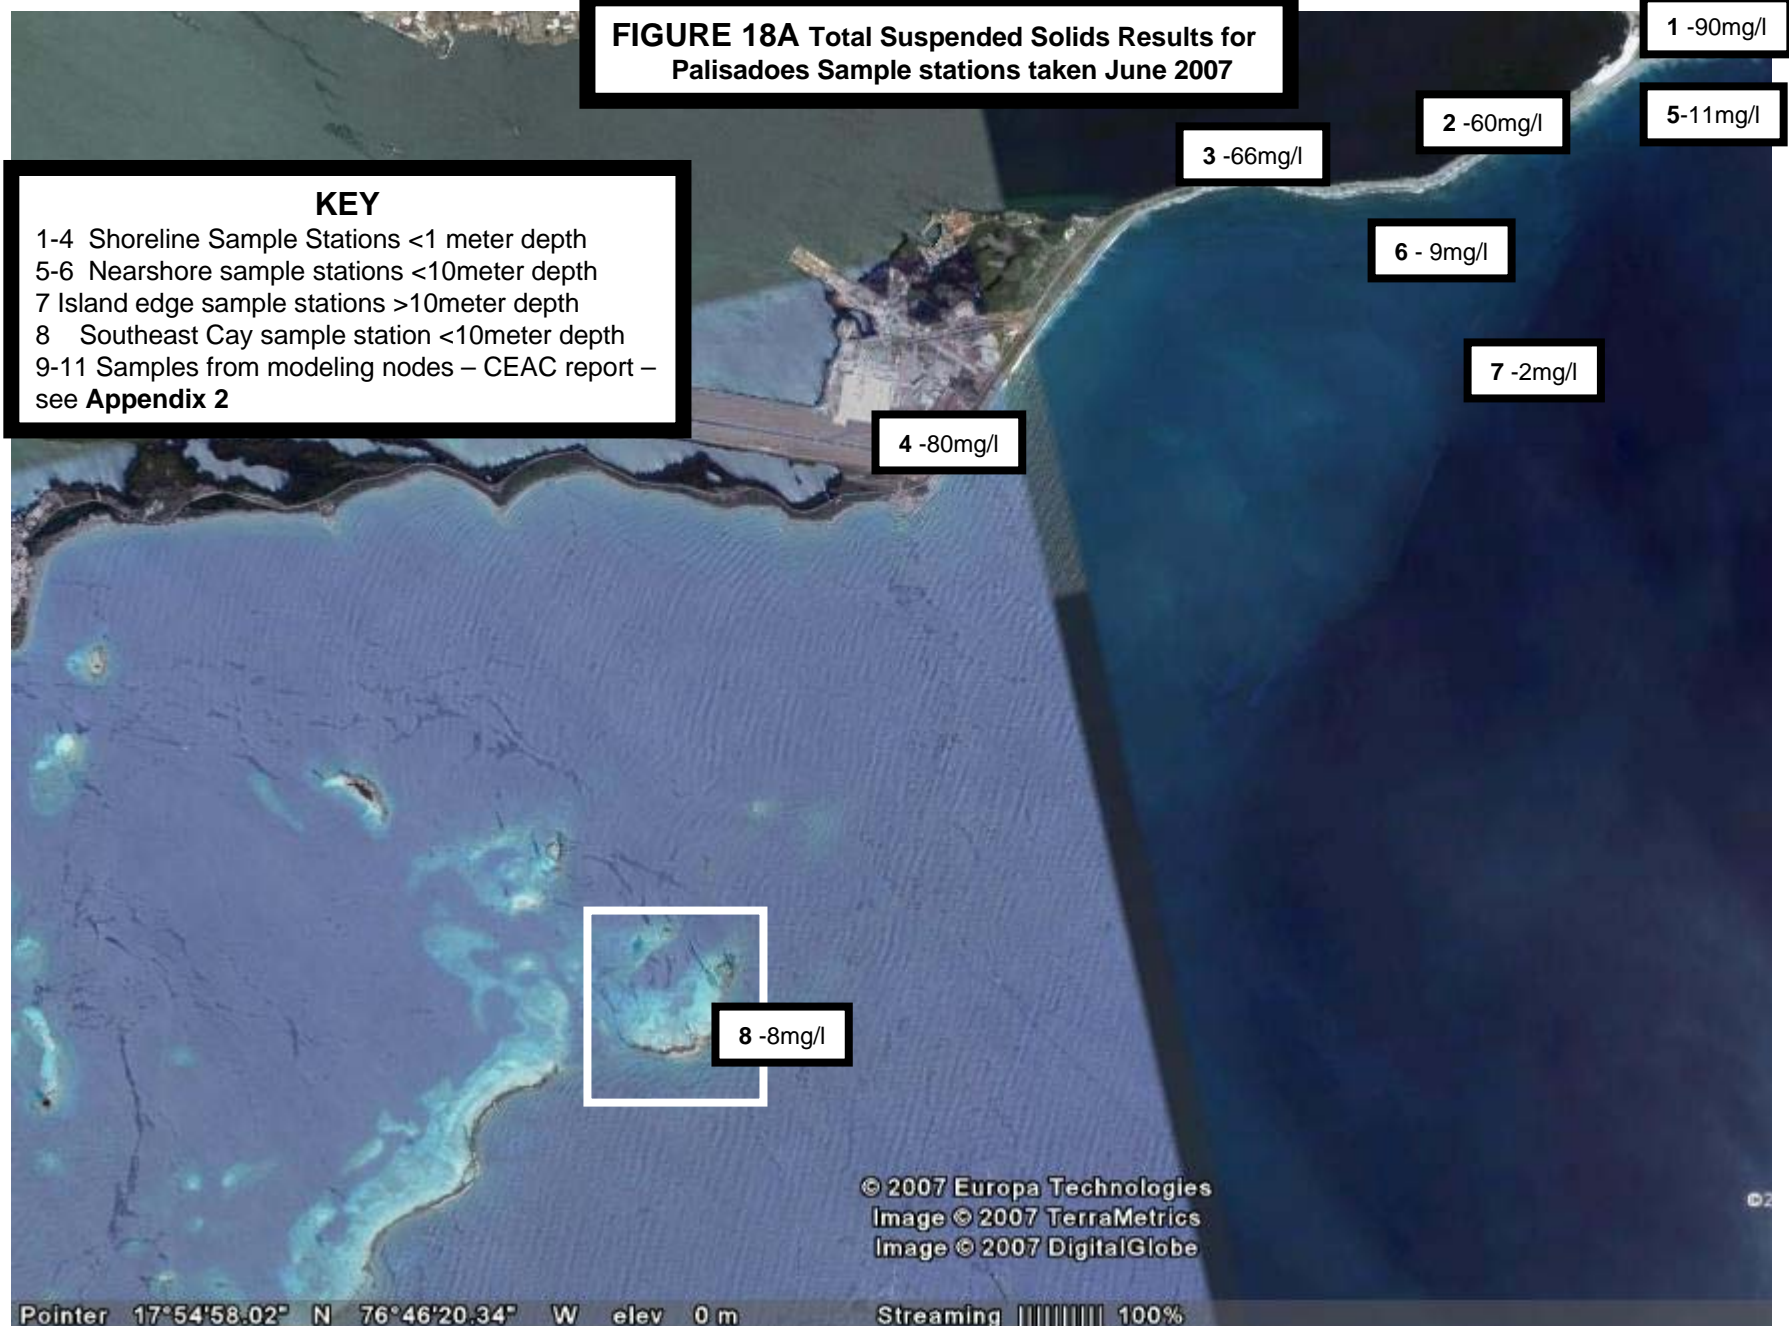 FIGURE 18A Total Suspended Solids Results for
Palisadoes Sample stations taken June 2007
1 -90mg/l
5-11mg/l
2 -60mg/l
3 -66mg/l
KEY
1-4 Shoreline Sample Stations <1 meter depth
5-6 Nearshore sample stations <10meter depth
7 Island edge sample stations >10meter depth
8 Southeast Cay sample station <10meter depth
9-11 Samples from modeling nodes – CEAC report –
see Appendix 2
6 - 9mg/l
7 -2mg/l
4 -80mg/l
8 -8mg/l
© 2007 Europa Technologies
Image © 2007 TerraMetrics
Image © 2007 DigitalGlobe
©2
Pointer 17°54'58.02" N 76°46'20.34" W elev 0 m Streaming |||||||||| 100%